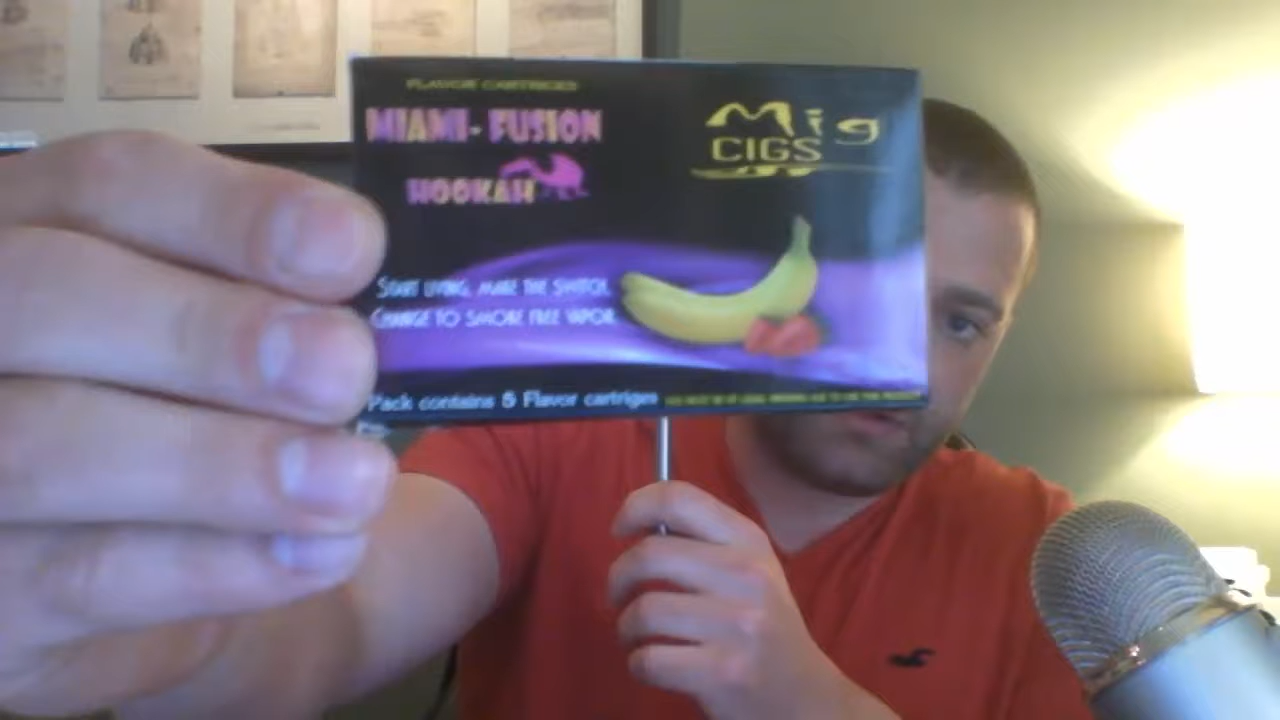 FLAVOR CARTRIGES
MIAMI-FUSION
HOOKAH
Mig
CIGS
START LIVING, MAKE THE SWITCH.
CHANGE TO SMOKE FREE VAPOR.
Pack contains 5 Flavor cartriges